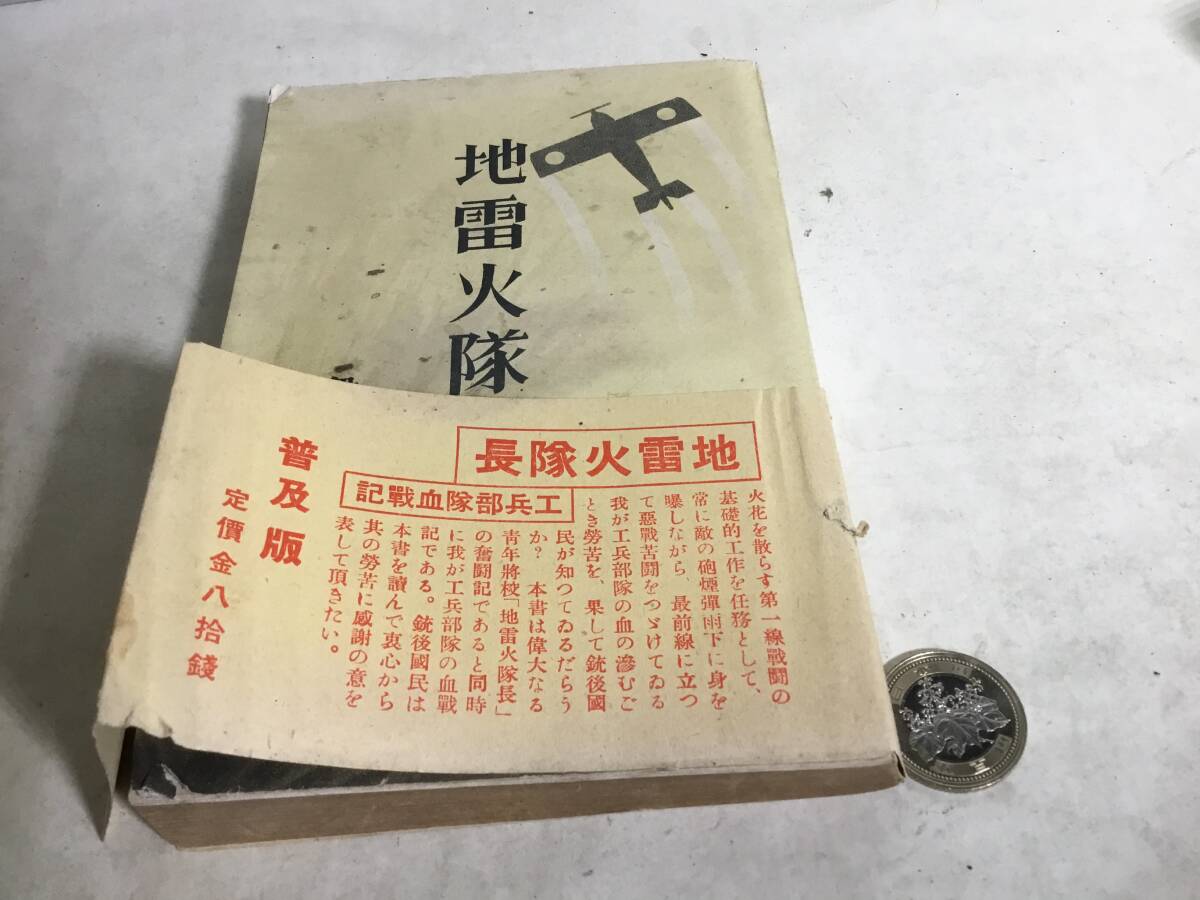 地雷火隊
地雷火隊長
工兵部隊血戰記
火花を散らす第一線戰鬪の
基礎的工作を任務として、
常に敵の砲煙彈雨下に身を
曝しながら、最前線に立つ
て惡戰苦鬪をつゞけてゐる
我が工兵部隊の血の滲むご
とき勞苦を、果して銃後國
民が知つてゐるだらう
か？　本書は偉大なる
靑年將校「地雷火隊長」
の奮鬪記であると同時
に我が工兵部隊の血戰
記である。銃後國民は
本書を讀んで衷心から
其の勞苦に感謝の意を
表して頂きたい。
普及版
定價金八拾錢